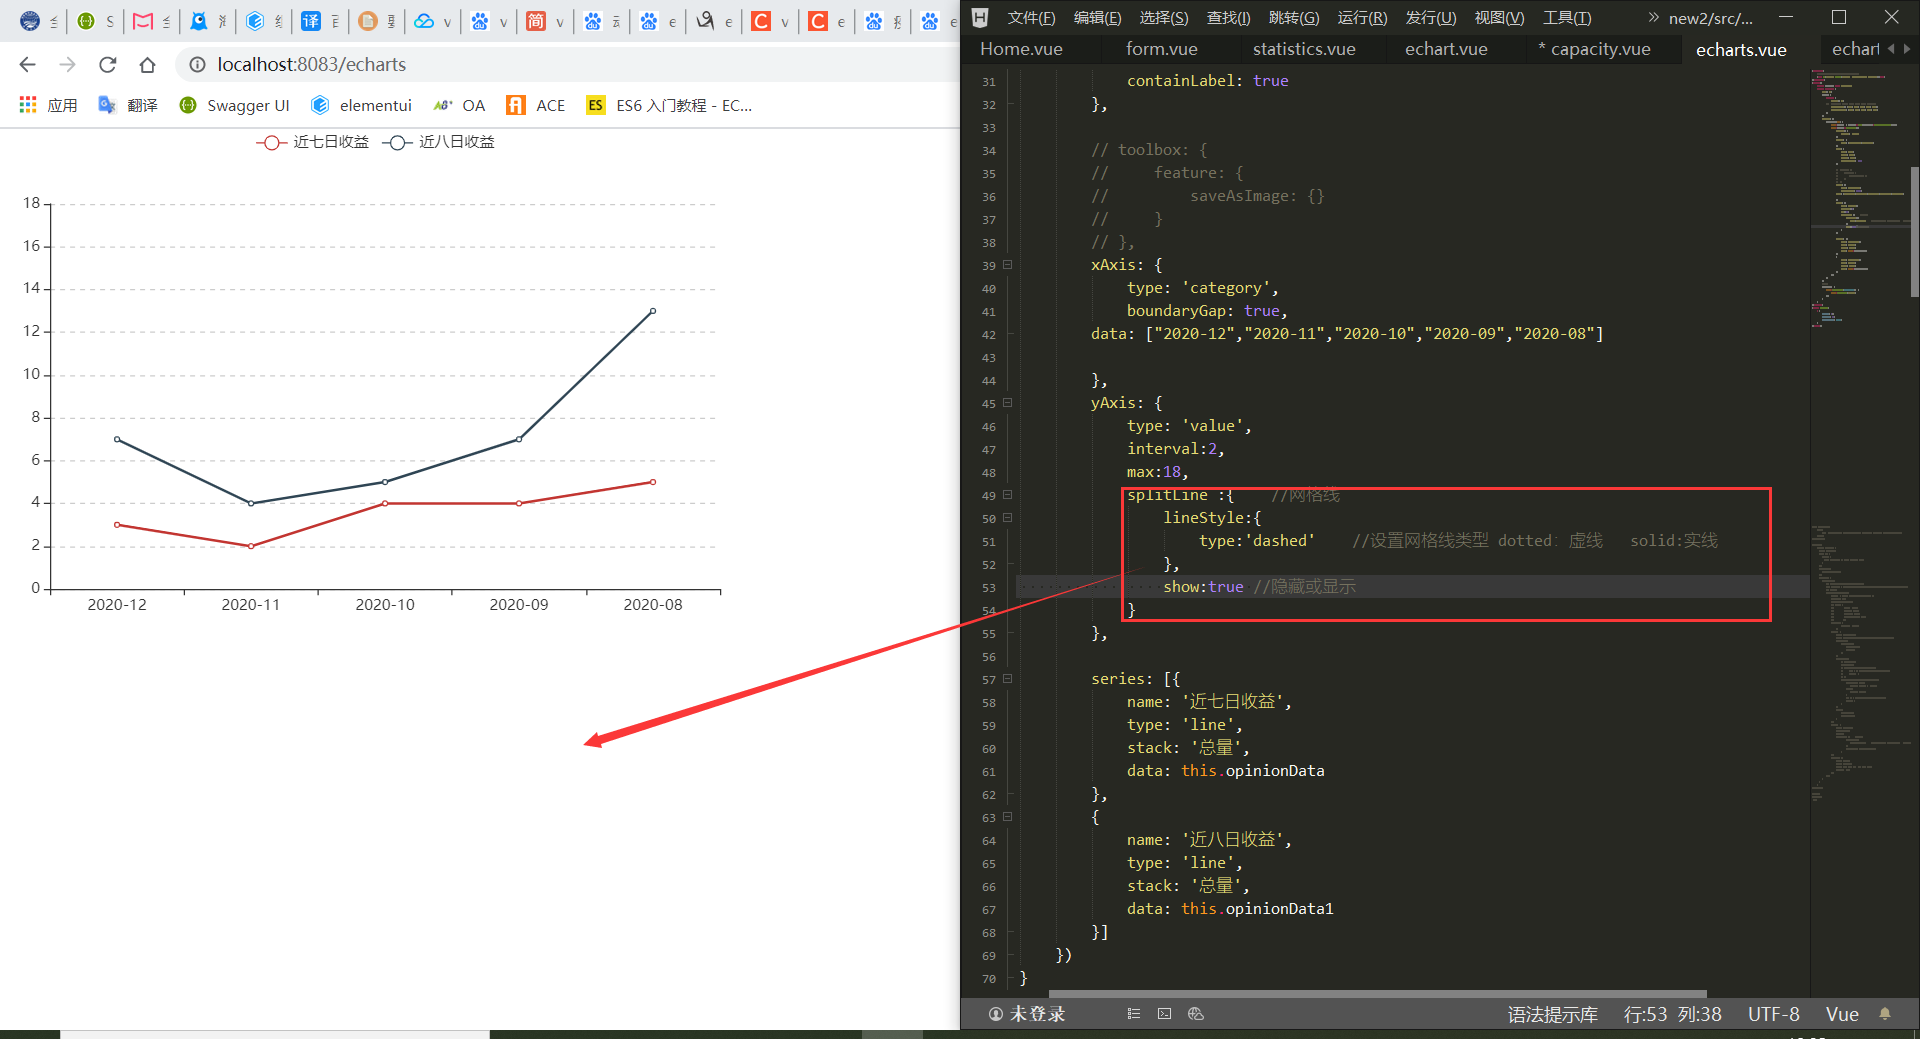 localhost:8083/echarts
应用 翻译 Swagger UI elementui OA ACE ES6 入门教程 - EC...
近七日收益 近八日收益
18
16
14
12
10
8
6
4
2
0
2020-12 2020-11 2020-10 2020-09 2020-08
文件(F) 编辑(E) 选择(S) 查找(I) 跳转(G) 运行(R) 发行(U) 视图(V) 工具(T) new2/src/...
Home.vue form.vue statistics.vue echart.vue * capacity.vue echarts.vue echart
31 containLabel: true
32 },
33
34 // toolbox: {
35 // feature: {
36 // saveAsImage: {}
37 // }
38 // },
39 xAxis: {
40 type: 'category',
41 boundaryGap: true,
42 data: ["2020-12","2020-11","2020-10","2020-09","2020-08"]
43
44 },
45 yAxis: {
46 type: 'value',
47 interval:2,
48 max:18,
49 splitLine :{ //网格线
50 lineStyle:{
51 type:'dashed' //设置网格线类型 dotted：虚线 solid:实线
52 },
53 show:true //隐藏或显示
54 }
55 },
56
57 series: [{
58 name: '近七日收益',
59 type: 'line',
60 stack: '总量',
61 data: this.opinionData
62 },
63 {
64 name: '近八日收益',
65 type: 'line',
66 stack: '总量',
67 data: this.opinionData1
68 }]
69 })
70 }
未登录 语法提示库 行:53 列:38 UTF-8 Vue